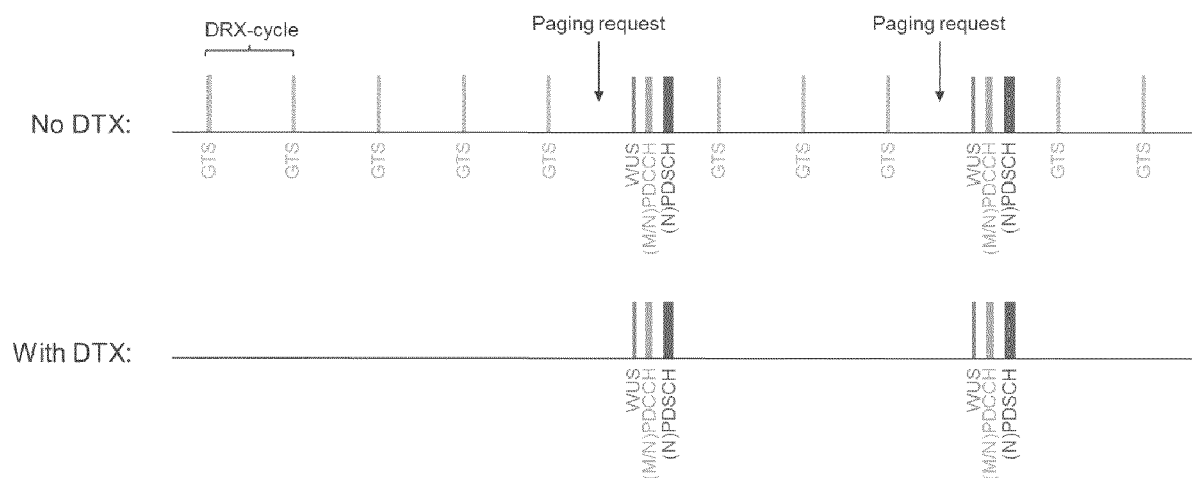 DRX-cycle
Paging request
Paging request
No DTX:
GTS
GTS
GTS
GTS
GTS
WUS
(M/N)PDCCH
(N)PDSCH
GTS
GTS
GTS
WUS
(M/N)PDCCH
(N)PDSCH
GTS
GTS
With DTX:
WUS
(M/N)PDCCH
(N)PDSCH
WUS
(M/N)PDCCH
(N)PDSCH